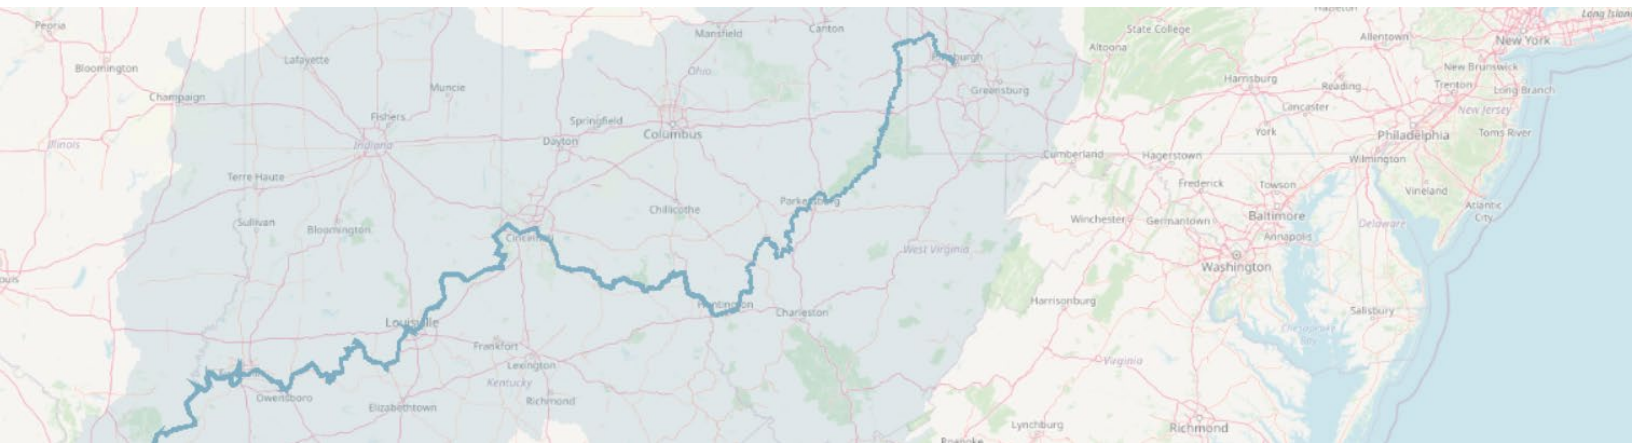 Peoria
Mansfield
Canton
State College
Long Island
New York
Allentown
Altoona
Lafayette
Bloomington
Ohio
Pittsburgh
New Brunswick
Harrisburg
Reading
Trenton
Long Branch
Muncie
Greensburg
Champaign
Lancaster
New Jersey
Fishers
Springfield
Columbus
York
Philadelphia
Toms River
Illinois
Indiana
Dayton
Cumberland
Hagerstown
Wilmington
Terre Haute
Frederick
Towson
Vineland
Parkersburg
Atlantic
City
Chillicothe
Winchester
Germantown
Baltimore
Sullivan
Bloomington
Delaware
Cincinnati
Annapolis
West Virginia
Washington
Harrisonburg
Huntington
Charleston
Salisbury
Louisville
Chesapeake
Bay
Frankfort
Lexington
Virginia
Kentucky
Owensboro
Elizabethtown
Richmond
Lynchburg
Richmond
Roanoke